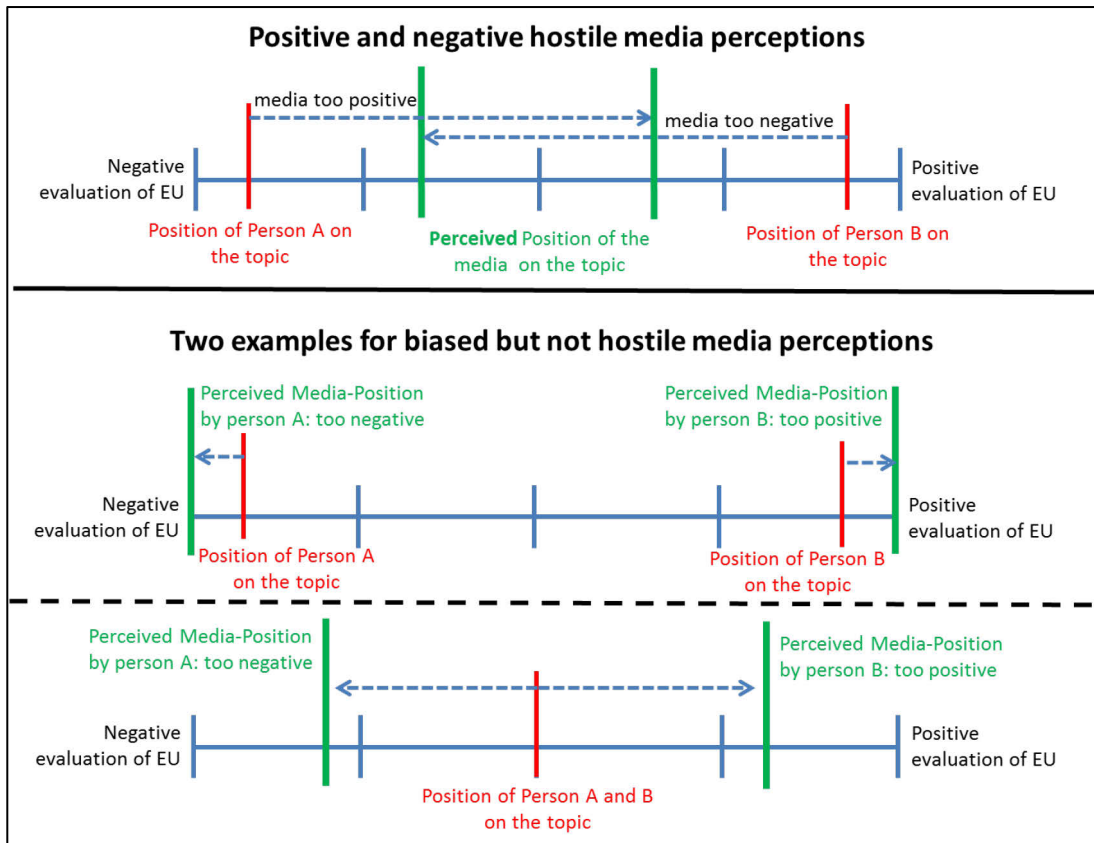 Positive and negative hostile media perceptions
media too positive
media too negative
Negative
evaluation of EU
Positive
evaluation of EU
Position of Person A on
the topic
Perceived Position of the
media on the topic
Position of Person B on
the topic
Two examples for biased but not hostile media perceptions
Perceived Media-Position
by person A: too negative
Perceived Media-Position
by person B: too positive
Negative
evaluation of EU
Positive
evaluation of EU
Position of Person A
on the topic
Position of Person B
on the topic
Perceived Media-Position
by person A: too negative
Perceived Media-Position
by person B: too positive
Negative
evaluation of EU
Positive
evaluation of EU
Position of Person A and B
on the topic